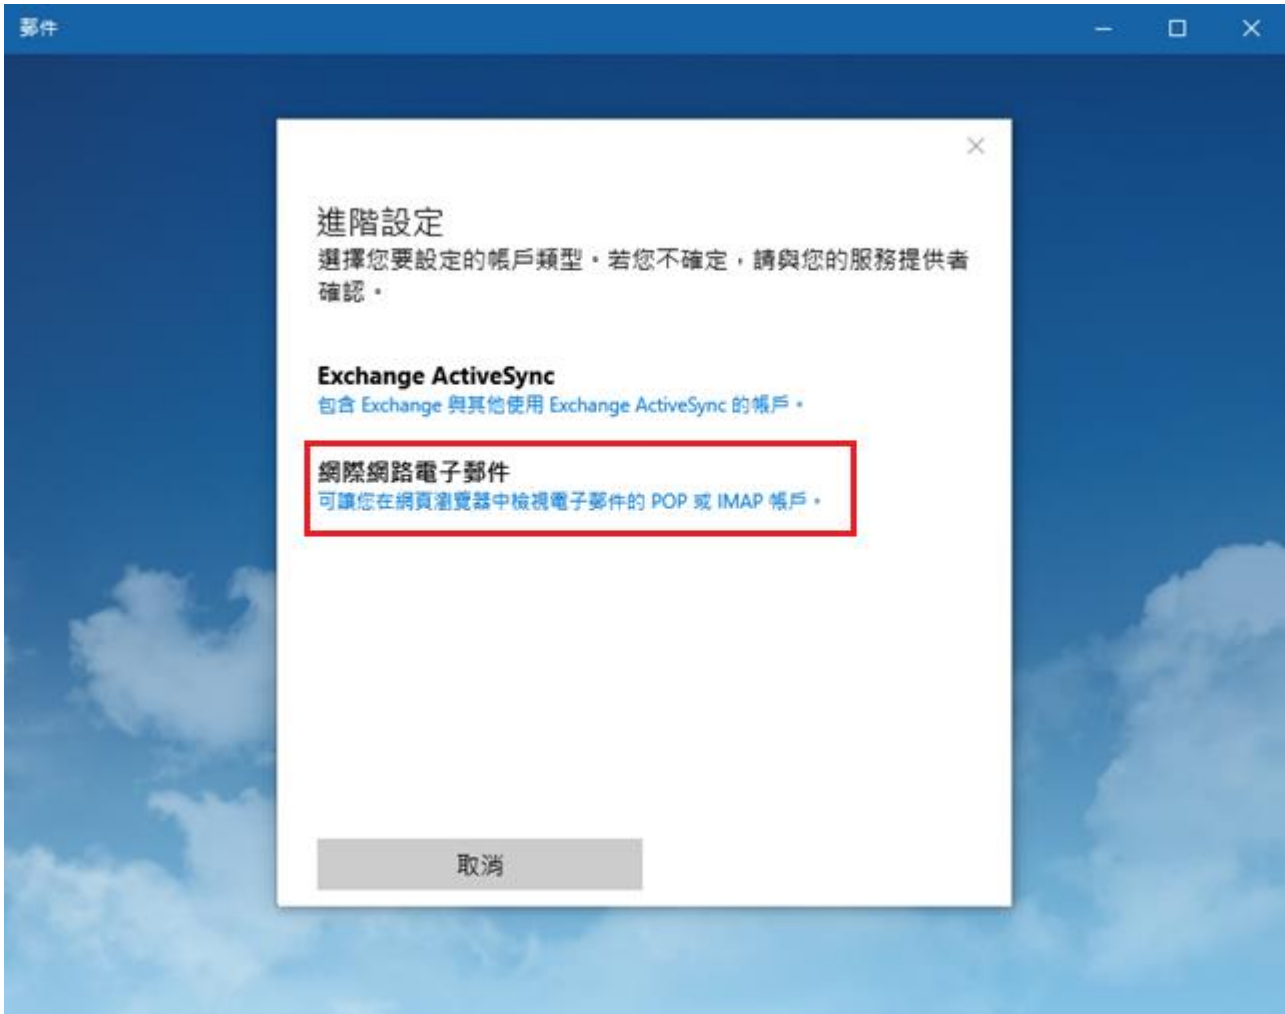 郵件
進階設定
選擇您要設定的帳戶類型。若您不確定，請與您的服務提供者
確認。
Exchange ActiveSync
包含 Exchange 與其他使用 Exchange ActiveSync 的帳戶。
網際網路電子郵件
可讓您在網頁瀏覽器中檢視電子郵件的 POP 或 IMAP 帳戶。
取消